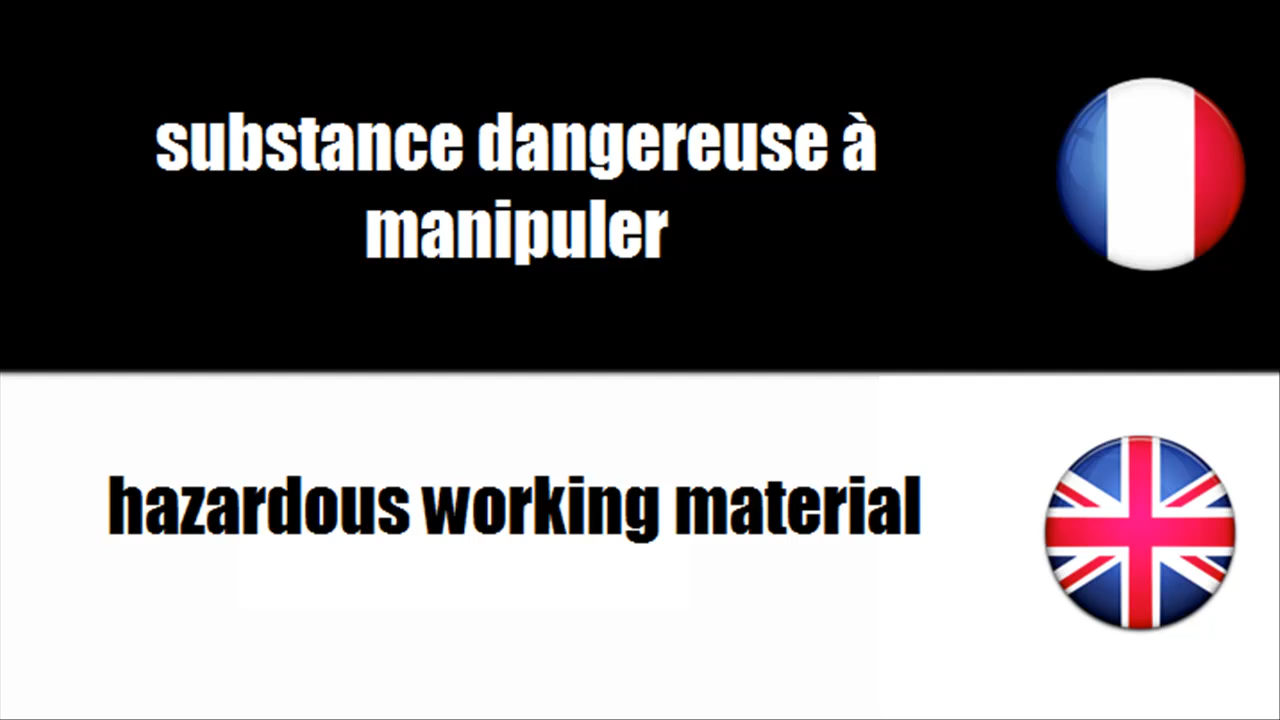 substance dangereuse à
manipuler
hazardous working material